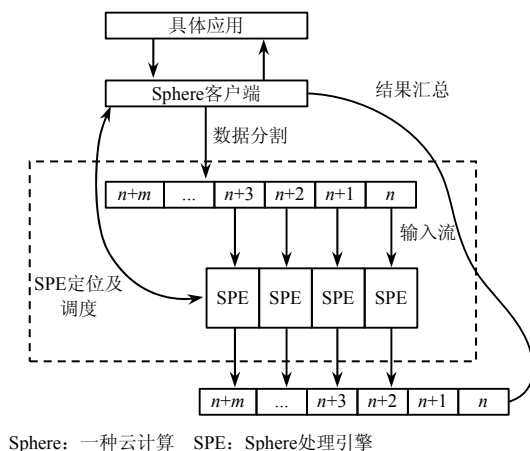 具体应用
Sphere客户端
结果汇总
数据分割
n+m ... n+3 n+2 n+1 n
输入流
SPE SPE SPE SPE
SPE定位及
调度
n+m ... n+3 n+2 n+1 n
Sphere：一种云计算 SPE：Sphere处理引擎